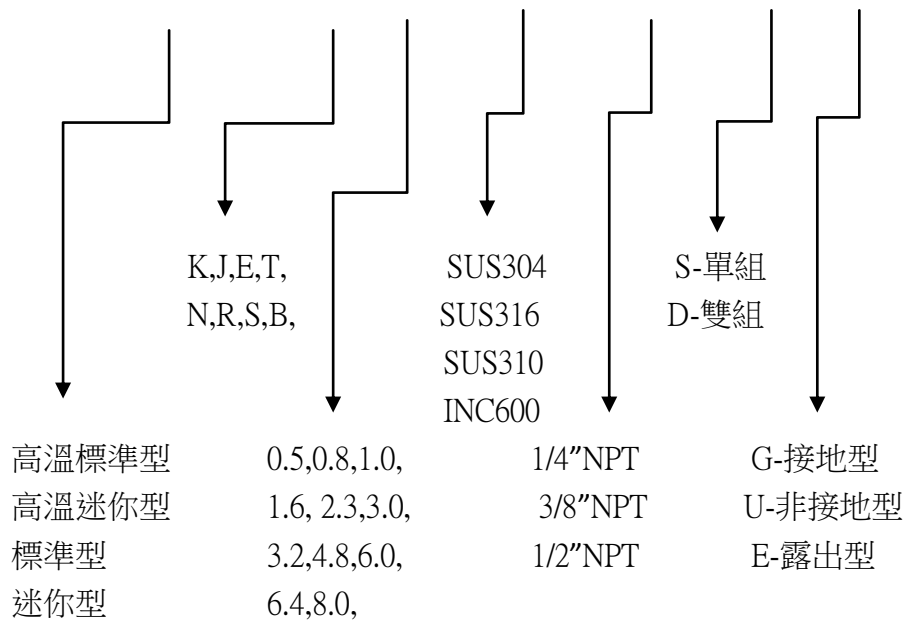 K,J,E,T,
N,R,S,B,
SUS304
SUS316
SUS310
INC600
S-單組
D-雙組
高溫標準型
高溫迷你型
標準型
迷你型
0.5,0.8,1.0,
1.6, 2.3,3.0,
3.2,4.8,6.0,
6.4,8.0,
1/4”NPT
3/8”NPT
1/2”NPT
G-接地型
U-非接地型
E-露出型